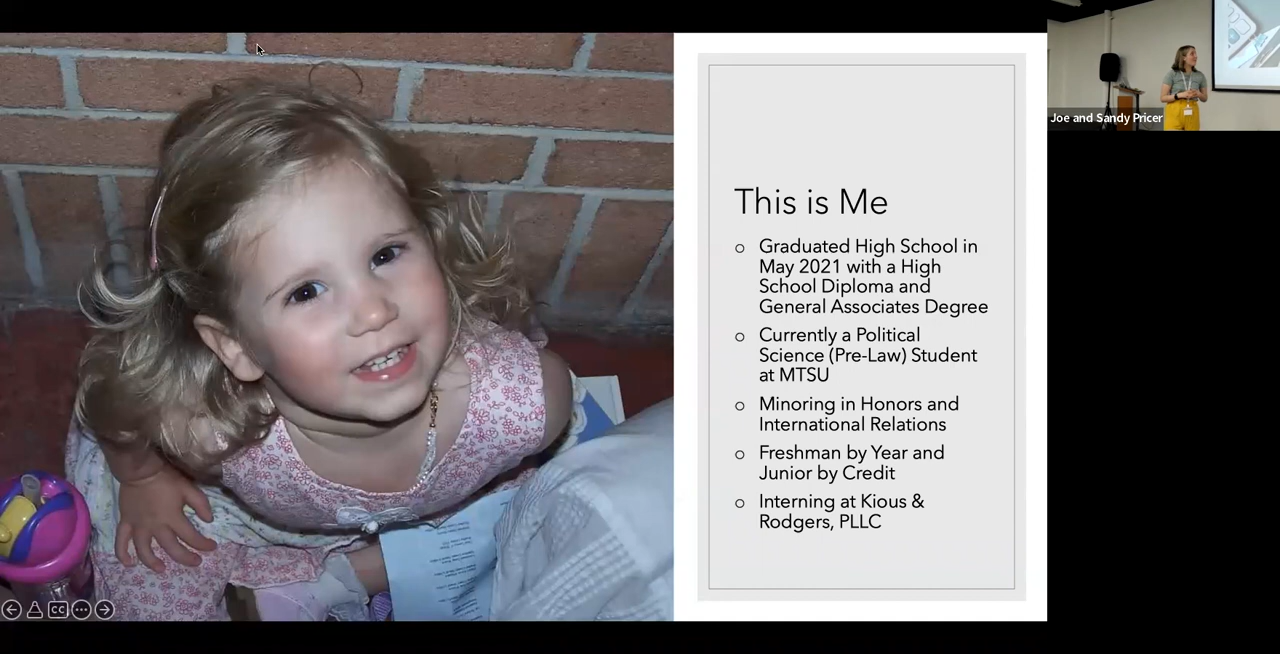 This is Me
Graduated High School in
May 2021 with a High
School Diploma and
General Associates Degree
Currently a Political
Science (Pre-Law) Student
at MTSU
Minoring in Honors and
International Relations
Freshman by Year and
Junior by Credit
Interning at Kious &
Rodgers, PLLC
Joe and Sandy Pricer
CC